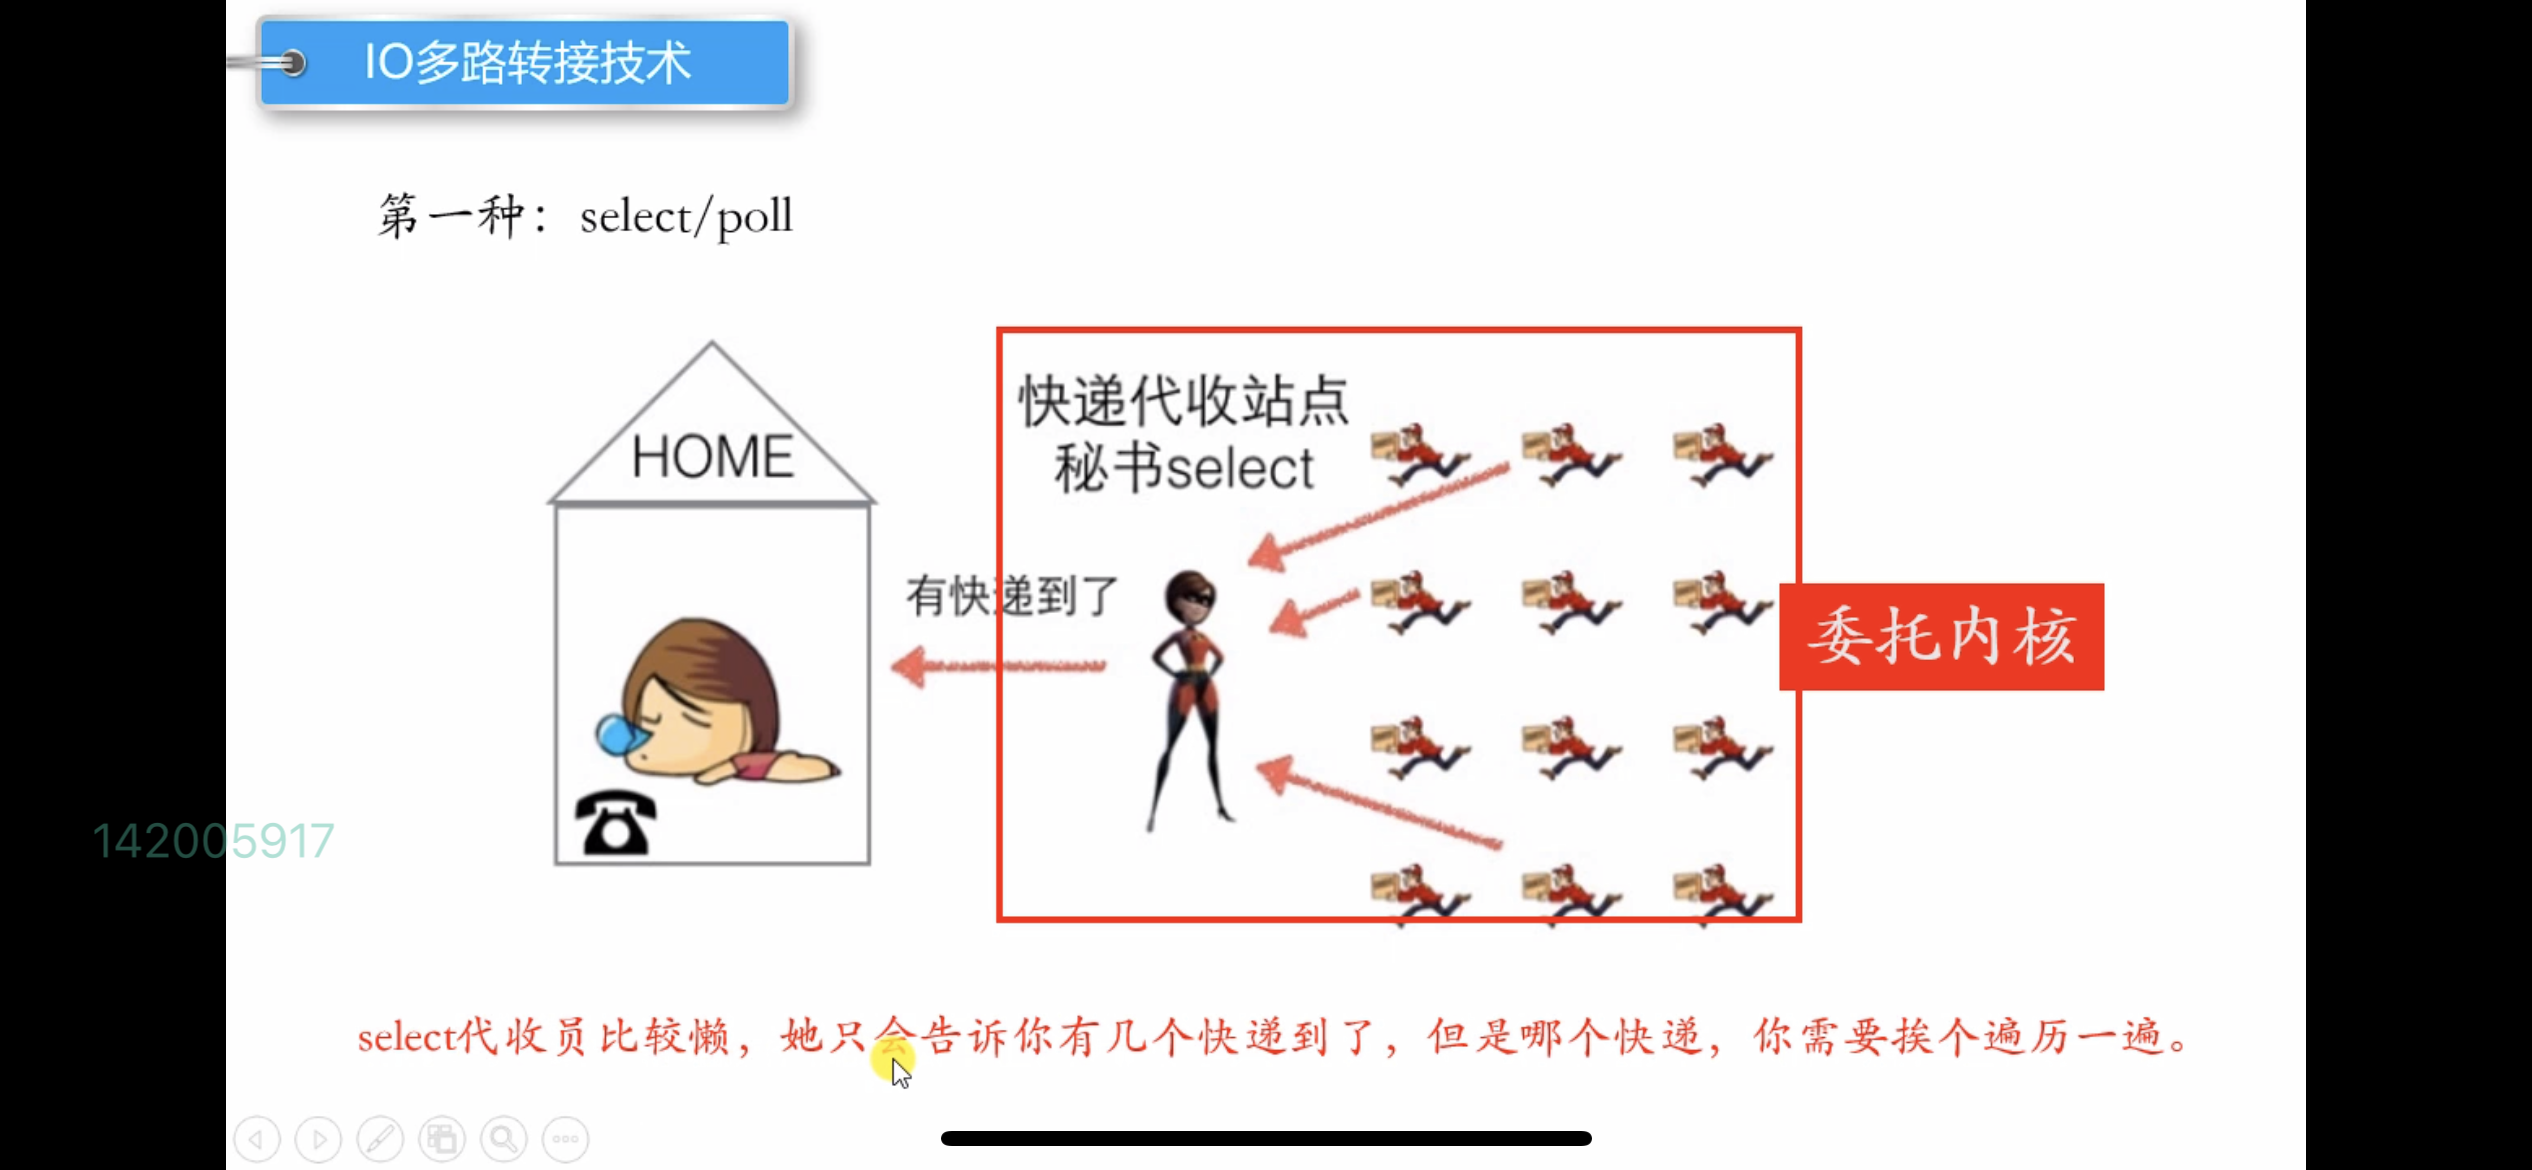 IO多路转接技术
第一种：select/poll
HOME
快递代收站点
秘书select
有快递到了
委托内核
142005917
select代收员比较懒，她只会告诉你有几个快递到了，但是哪个快递，你需要挨个遍历一遍。